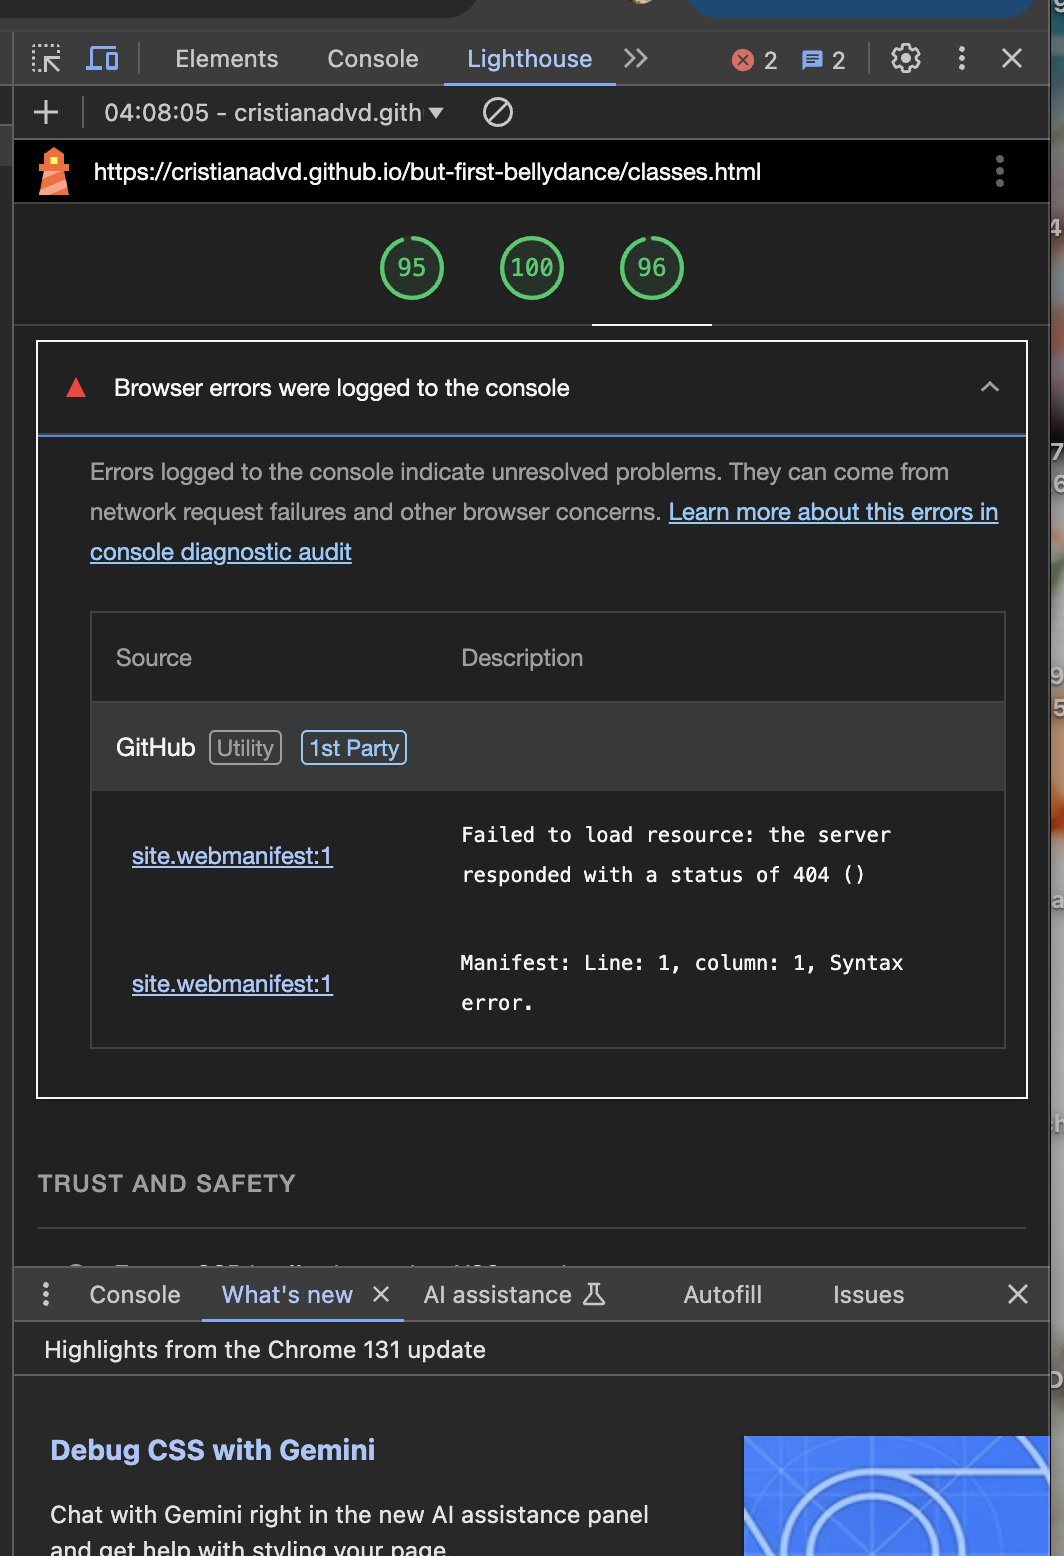 Elements Console Lighthouse 2 2
04:08:05 - cristianadvd.gith
https://cristianadvd.github.io/but-first-bellydance/classes.html
95 100 96
Browser errors were logged to the console
Errors logged to the console indicate unresolved problems. They can come from
network request failures and other browser concerns. Learn more about this errors in
console diagnostic audit
Source Description
GitHub Utility 1st Party
site.webmanifest:1
Failed to load resource: the server
responded with a status of 404 ()
site.webmanifest:1
Manifest: Line: 1, column: 1, Syntax
error.
TRUST AND SAFETY
Console What's new AI assistance Autofill Issues
Highlights from the Chrome 131 update
Debug CSS with Gemini
Chat with Gemini right in the new AI assistance panel
and get help with styling your page.